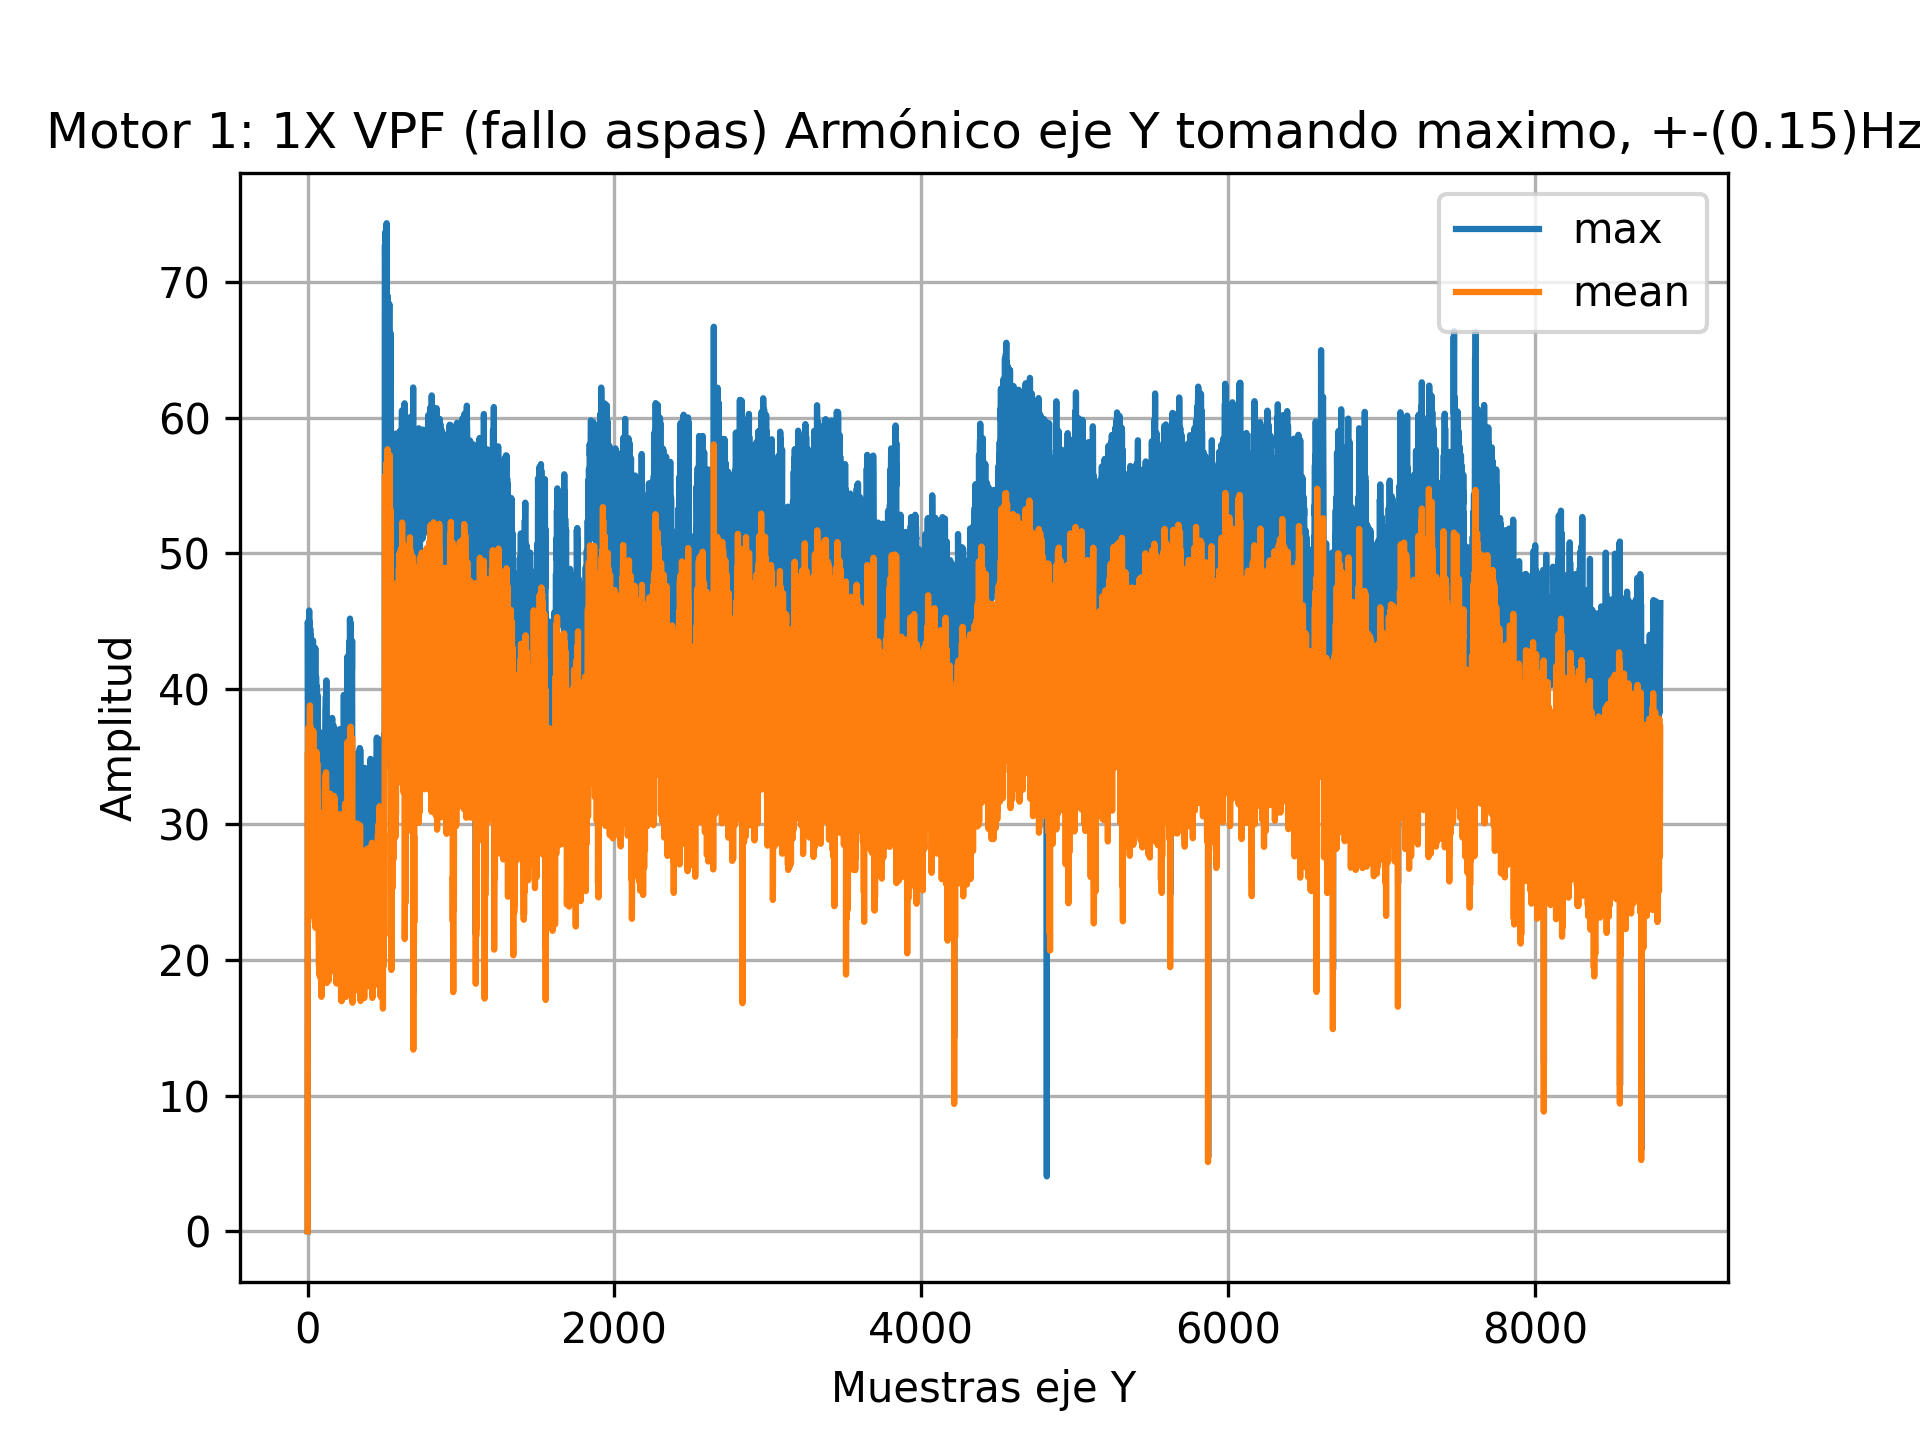 Motor 1: 1X VPF (fallo aspas) Armónico eje Y tomando maximo, +-(0.15)Hz
max
mean
70
60
50
40
30
20
10
0
Amplitud
0 2000 4000 6000 8000
Muestras eje Y